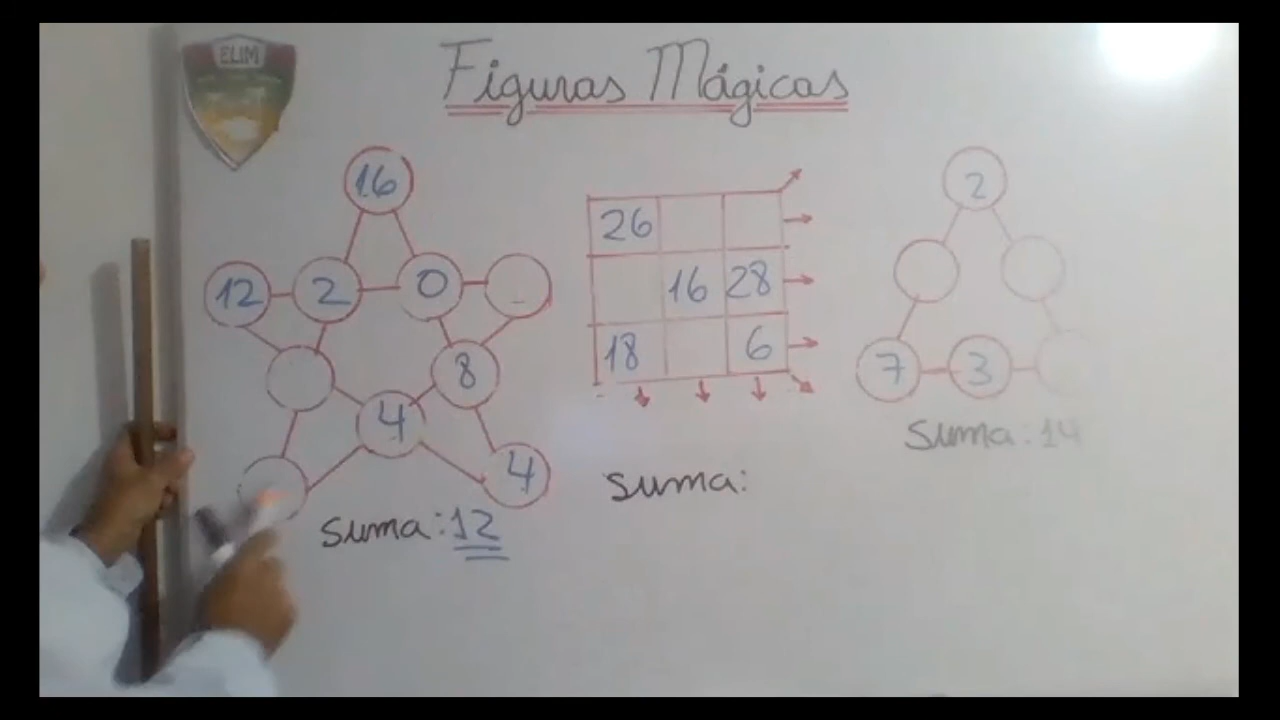 ELIM
Figuras Mágicas
16
12 2 0
8
4
4
suma: 12
26
16 28
18 6
suma:
2
7 3
suma: 14